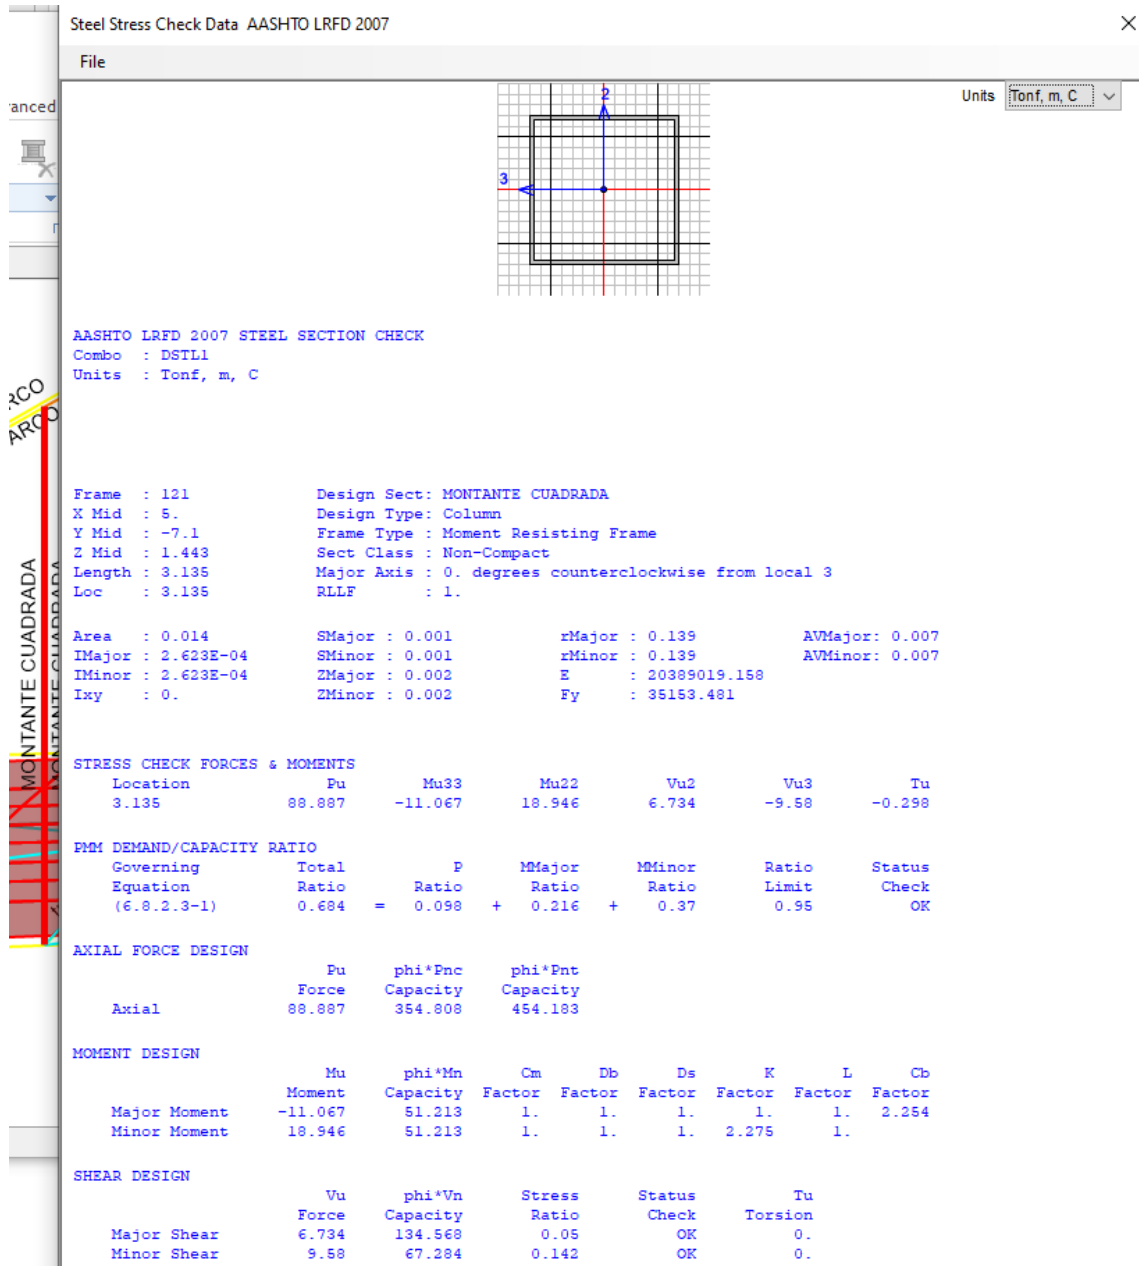 Steel Stress Check Data  AASHTO LRFD 2007
File
anced
Units  Tonf, m, C
2
3
AASHTO LRFD 2007 STEEL SECTION CHECK
Combo  : DSTL1
Units  : Tonf, m, C
RCO
ARCO
MONTANTE CUADRADA
MONTANTE CUADRADA
Frame  : 121  Design Sect: MONTANTE CUADRADA
X Mid  : 5.  Design Type: Column
Y Mid  : -7.1  Frame Type : Moment Resisting Frame
Z Mid  : 1.443  Sect Class : Non-Compact
Length : 3.135  Major Axis : 0. degrees counterclockwise from local 3
Loc    : 3.135  RLLF       : 1.
Area   : 0.014  SMajor : 0.001  rMajor : 0.139  AVMajor: 0.007
IMajor : 2.623E-04  SMinor : 0.001  rMinor : 0.139  AVMinor: 0.007
IMinor : 2.623E-04  ZMajor : 0.002  E      : 20389019.158
Ixy    : 0.  ZMinor : 0.002  Fy     : 35153.481
STRESS CHECK FORCES & MOMENTS
Location  Pu  Mu33  Mu22  Vu2  Vu3  Tu
3.135  88.887  -11.067  18.946  6.734  -9.58  -0.298
PMM DEMAND/CAPACITY RATIO
Governing  Total  P  MMajor  MMinor  Ratio  Status
Equation  Ratio  Ratio  Ratio  Ratio  Limit  Check
(6.8.2.3-1)  0.684  =  0.098  +  0.216  +  0.37  0.95  OK
AXIAL FORCE DESIGN
Pu  phi*Pnc  phi*Pnt
Force  Capacity  Capacity
Axial  88.887  354.808  454.183
MOMENT DESIGN
Mu  phi*Mn  Cm  Db  Ds  K  L  Cb
Moment  Capacity  Factor  Factor  Factor  Factor  Factor  Factor
Major Moment  -11.067  51.213  1.  1.  1.  1.  1.  2.254
Minor Moment  18.946  51.213  1.  1.  1.  2.275  1.
SHEAR DESIGN
Vu  phi*Vn  Stress  Status  Tu
Force  Capacity  Ratio  Check  Torsion
Major Shear  6.734  134.568  0.05  OK  0.
Minor Shear  9.58  67.284  0.142  OK  0.